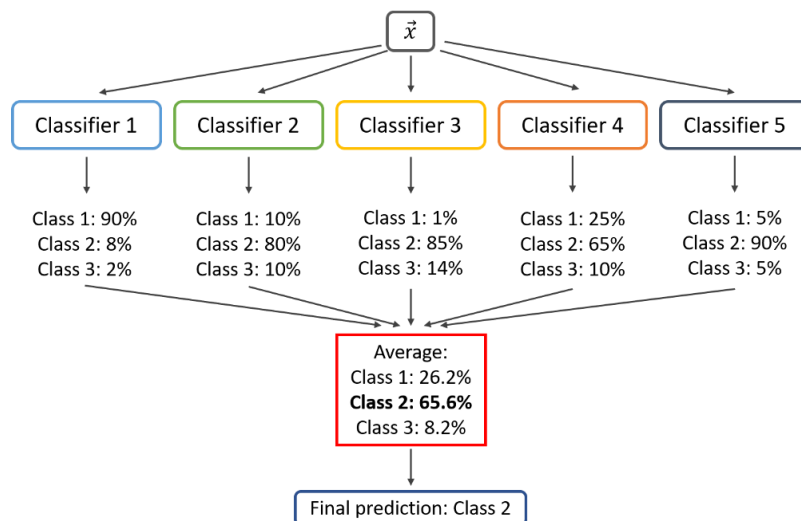 x⃗
Classifier 1
Classifier 2
Classifier 3
Classifier 4
Classifier 5
Class 1: 90%
Class 2: 8%
Class 3: 2%
Class 1: 10%
Class 2: 80%
Class 3: 10%
Class 1: 1%
Class 2: 85%
Class 3: 14%
Class 1: 25%
Class 2: 65%
Class 3: 10%
Class 1: 5%
Class 2: 90%
Class 3: 5%
Average:
Class 1: 26.2%
Class 2: 65.6%
Class 3: 8.2%
Final prediction: Class 2